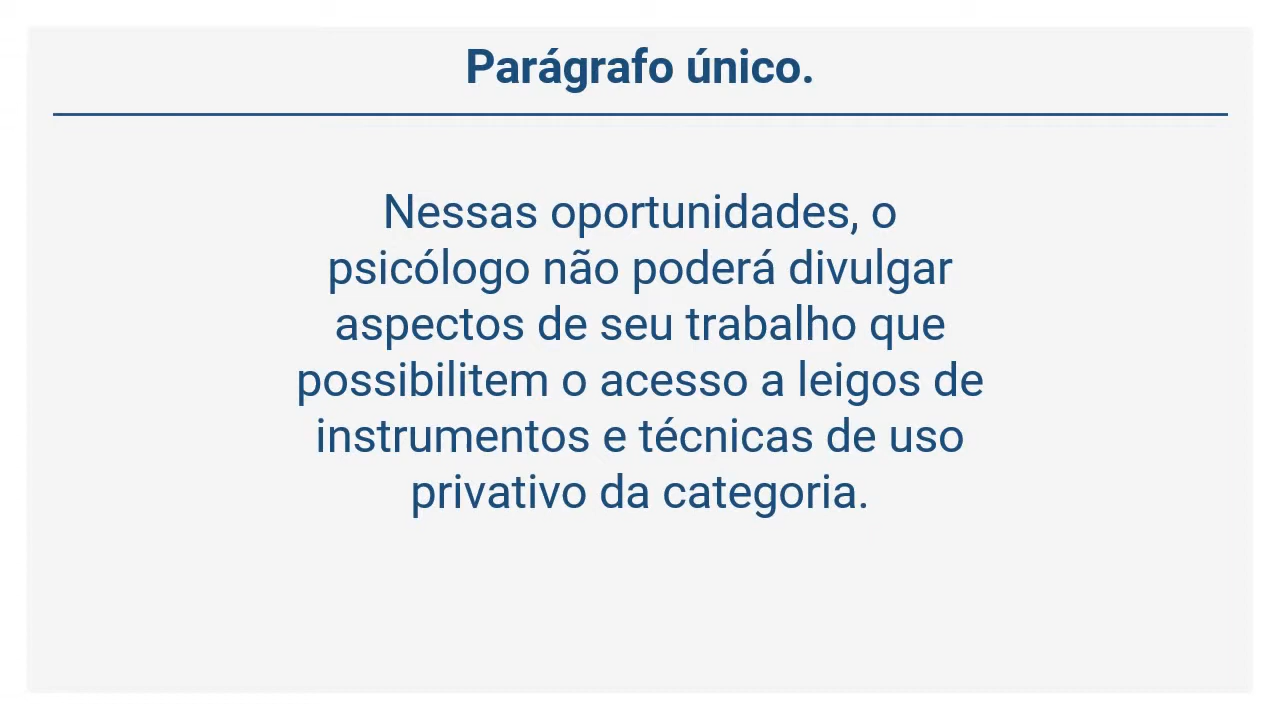 Parágrafo único.
Nessas oportunidades, o
psicólogo não poderá divulgar
aspectos de seu trabalho que
possibilitem o acesso a leigos de
instrumentos e técnicas de uso
privativo da categoria.